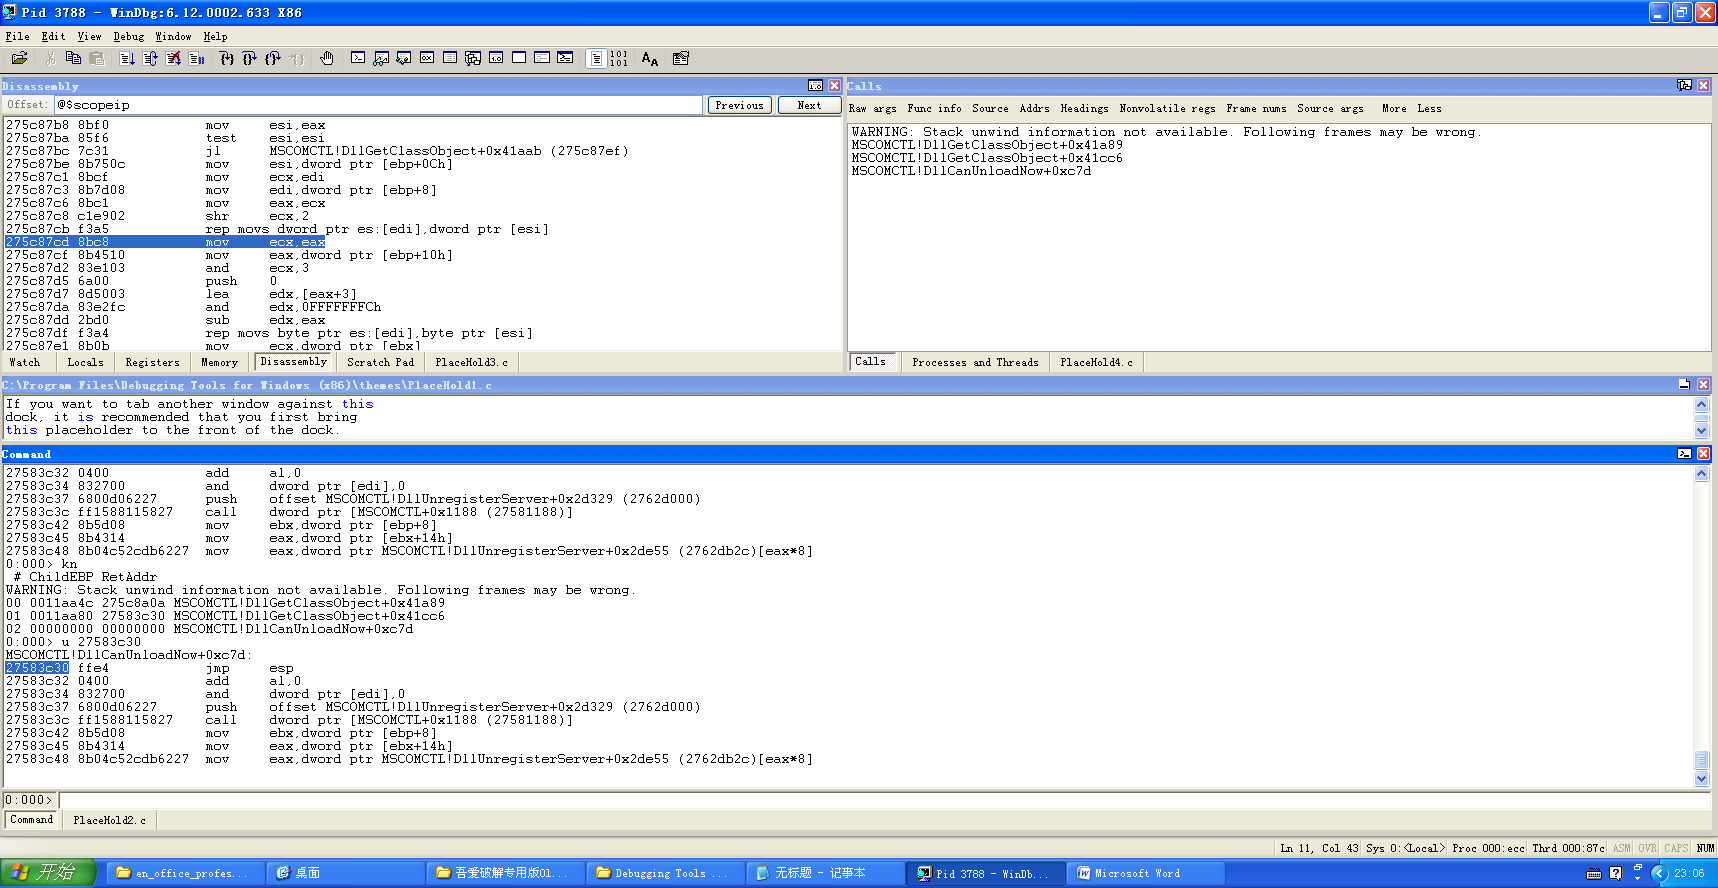 Pid 3788 - WinDbg:6.12.0002.633 X86
File Edit View Debug Window Help
Disassembly
Offset: @$scopeip Previous Next
275c87b8 8bf0 mov esi,eax
275c87ba 85f6 test esi,esi
275c87bc 7c31 jl MSCOMCTL!DllGetClassObject+0x41aab (275c87ef)
275c87be 8b750c mov esi,dword ptr [ebp+0Ch]
275c87c1 8bcf mov ecx,edi
275c87c3 8b7d08 mov edi,dword ptr [ebp+8]
275c87c6 8bc1 mov eax,ecx
275c87c8 c1e902 shr ecx,2
275c87cb f3a5 rep movs dword ptr es:[edi],dword ptr [esi]
275c87cd 8bc8 mov ecx,eax
275c87cf 8b4510 mov eax,dword ptr [ebp+10h]
275c87d2 83e103 and ecx,3
275c87d5 6a00 push 0
275c87d7 8d5003 lea edx,[eax+3]
275c87da 83e2fc and edx,0FFFFFFFCh
275c87dd 2bd0 sub edx,eax
275c87df f3a4 rep movs byte ptr es:[edi],byte ptr [esi]
275c87e1 8b0b mov ecx,dword ptr [ebx]
Watch Locals Registers Memory Disassembly Scratch Pad PlaceHold3.c
Calls
Raw args Func info Source Addrs Headings Nonvolatile regs Frame nums Source args More Less
WARNING: Stack unwind information not available. Following frames may be wrong.
MSCOMCTL!DllGetClassObject+0x41a89
MSCOMCTL!DllGetClassObject+0x41cc6
MSCOMCTL!DllCanUnloadNow+0xc7d
Calls Processes and Threads PlaceHold4.c
C:\Program Files\Debugging Tools for Windows (x86)\themes\PlaceHold1.c
If you want to tab another window against this
dock, it is recommended that you first bring
this placeholder to the front of the dock.
Command
27583c32 0400 add al,0
27583c34 832700 and dword ptr [edi],0
27583c37 6800d06227 push offset MSCOMCTL!DllUnregisterServer+0x2d329 (2762d000)
27583c3c ff1588115827 call dword ptr [MSCOMCTL+0x1188 (27581188)]
27583c42 8b5d08 mov ebx,dword ptr [ebp+8]
27583c45 8b4314 mov eax,dword ptr [ebx+14h]
27583c48 8b04c52cdb6227 mov eax,dword ptr MSCOMCTL!DllUnregisterServer+0x2de55 (2762db2c)[eax*8]
0:000> kn
# ChildEBP RetAddr
WARNING: Stack unwind information not available. Following frames may be wrong.
00 0011aa4c 275c8a0a MSCOMCTL!DllGetClassObject+0x41a89
01 0011aa80 27583c30 MSCOMCTL!DllGetClassObject+0x41cc6
02 00000000 00000000 MSCOMCTL!DllCanUnloadNow+0xc7d
0:000> u 27583c30
MSCOMCTL!DllCanUnloadNow+0xc7d:
27583c30 ffe4 jmp esp
27583c32 0400 add al,0
27583c34 832700 and dword ptr [edi],0
27583c37 6800d06227 push offset MSCOMCTL!DllUnregisterServer+0x2d329 (2762d000)
27583c3c ff1588115827 call dword ptr [MSCOMCTL+0x1188 (27581188)]
27583c42 8b5d08 mov ebx,dword ptr [ebp+8]
27583c45 8b4314 mov eax,dword ptr [ebx+14h]
27583c48 8b04c52cdb6227 mov eax,dword ptr MSCOMCTL!DllUnregisterServer+0x2de55 (2762db2c)[eax*8]
0:000>
Command PlaceHold2.c
Ln 11, Col 43 Sys 0:<Local> Proc 000:ecc Thrd 000:87c ASM OVR CAPS NUM
开始 en_office_profes... 桌面 吾爱破解专用版Ol... Debugging Tools ... 无标题 - 记事本 Pid 3788 - WinDb... Microsoft Word 23:06